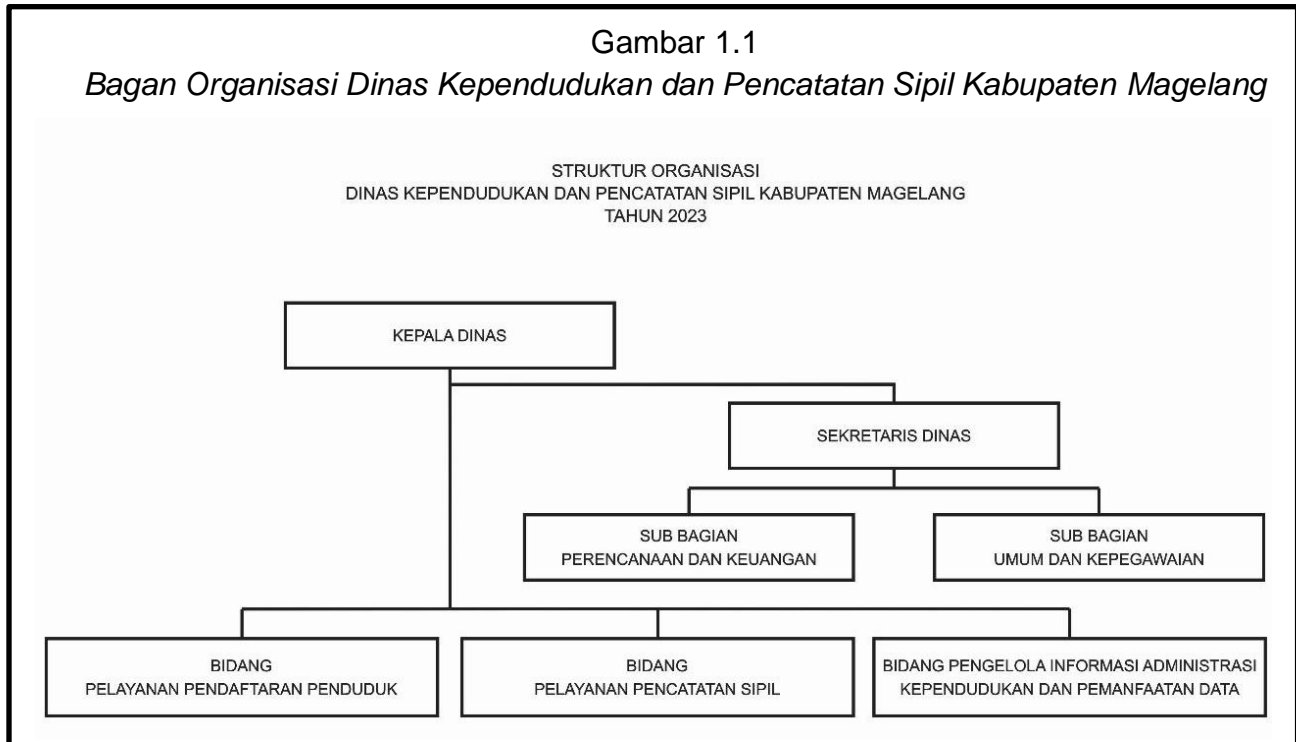 Gambar 1.1
Bagan Organisasi Dinas Kependudukan dan Pencatatan Sipil Kabupaten Magelang
STRUKTUR ORGANISASI
DINAS KEPENDUDUKAN DAN PENCATATAN SIPIL KABUPATEN MAGELANG
TAHUN 2023
KEPALA DINAS
SEKRETARIS DINAS
SUB BAGIAN
PERENCANAAN DAN KEUANGAN
SUB BAGIAN
UMUM DAN KEPEGAWAIAN
BIDANG
PELAYANAN PENDAFTARAN PENDUDUK
BIDANG
PELAYANAN PENCATATAN SIPIL
BIDANG PENGELOLA INFORMASI ADMINISTRASI
KEPENDUDUKAN DAN PEMANFAATAN DATA